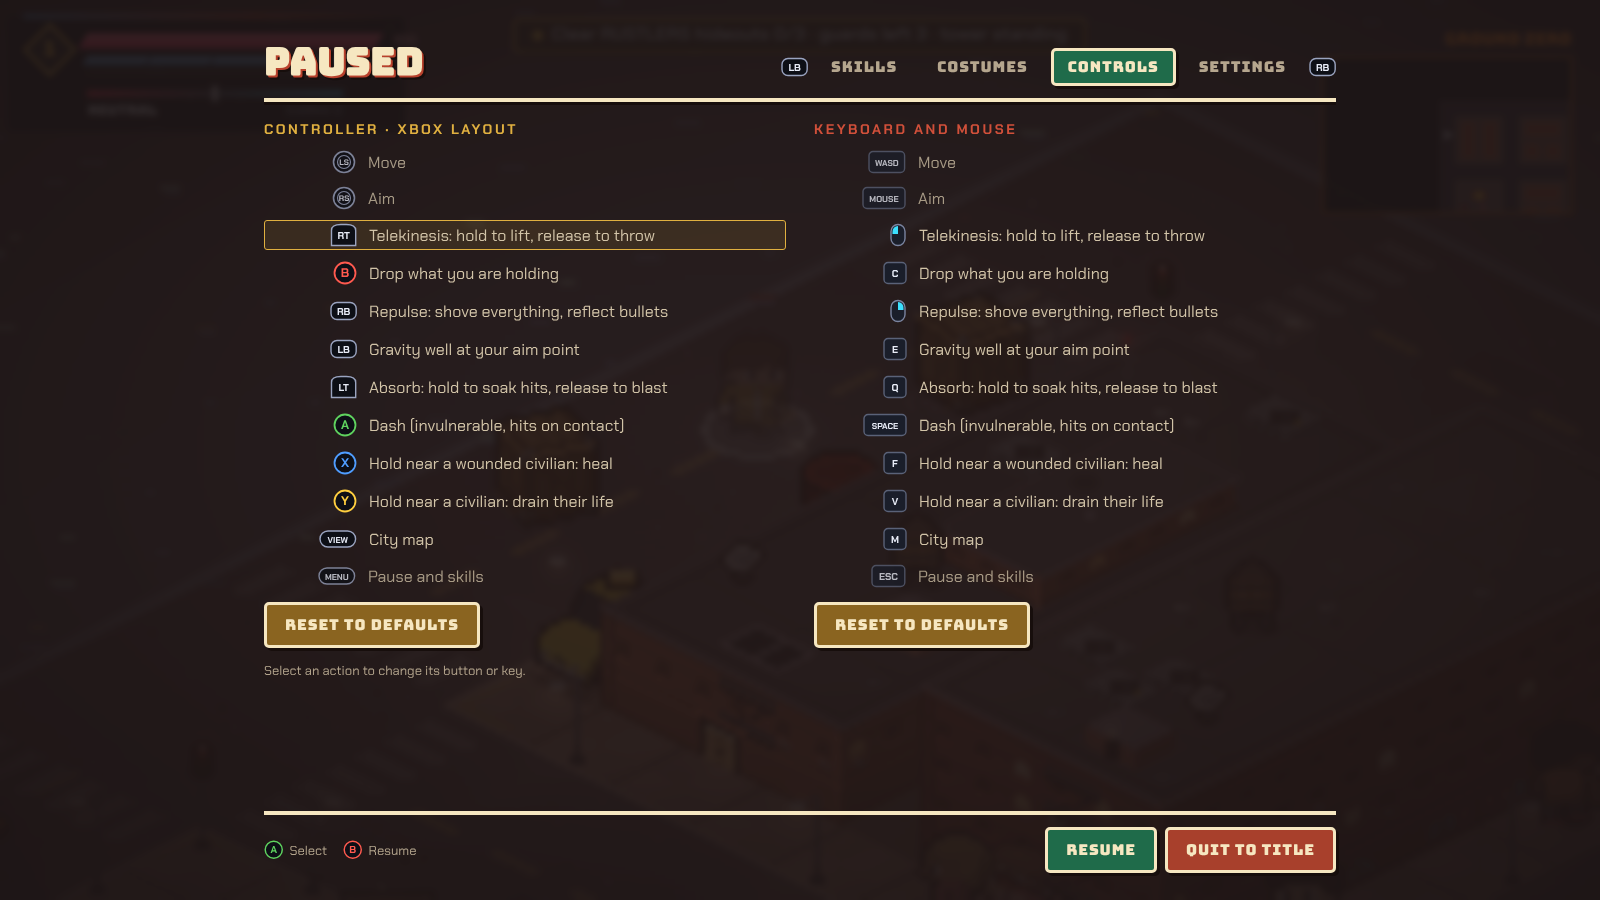 PAUSED
LB SKILLS COSTUMES CONTROLS SETTINGS RB
CONTROLLER · XBOX LAYOUT
LS Move
RS Aim
RT Telekinesis: hold to lift, release to throw
B Drop what you are holding
RB Repulse: shove everything, reflect bullets
LB Gravity well at your aim point
LT Absorb: hold to soak hits, release to blast
A Dash (invulnerable, hits on contact)
X Hold near a wounded civilian: heal
Y Hold near a civilian: drain their life
VIEW City map
MENU Pause and skills
RESET TO DEFAULTS
Select an action to change its button or key.
KEYBOARD AND MOUSE
WASD Move
MOUSE Aim
Telekinesis: hold to lift, release to throw
C Drop what you are holding
Repulse: shove everything, reflect bullets
E Gravity well at your aim point
Q Absorb: hold to soak hits, release to blast
SPACE Dash (invulnerable, hits on contact)
F Hold near a wounded civilian: heal
V Hold near a civilian: drain their life
M City map
ESC Pause and skills
RESET TO DEFAULTS
A Select B Resume
RESUME QUIT TO TITLE